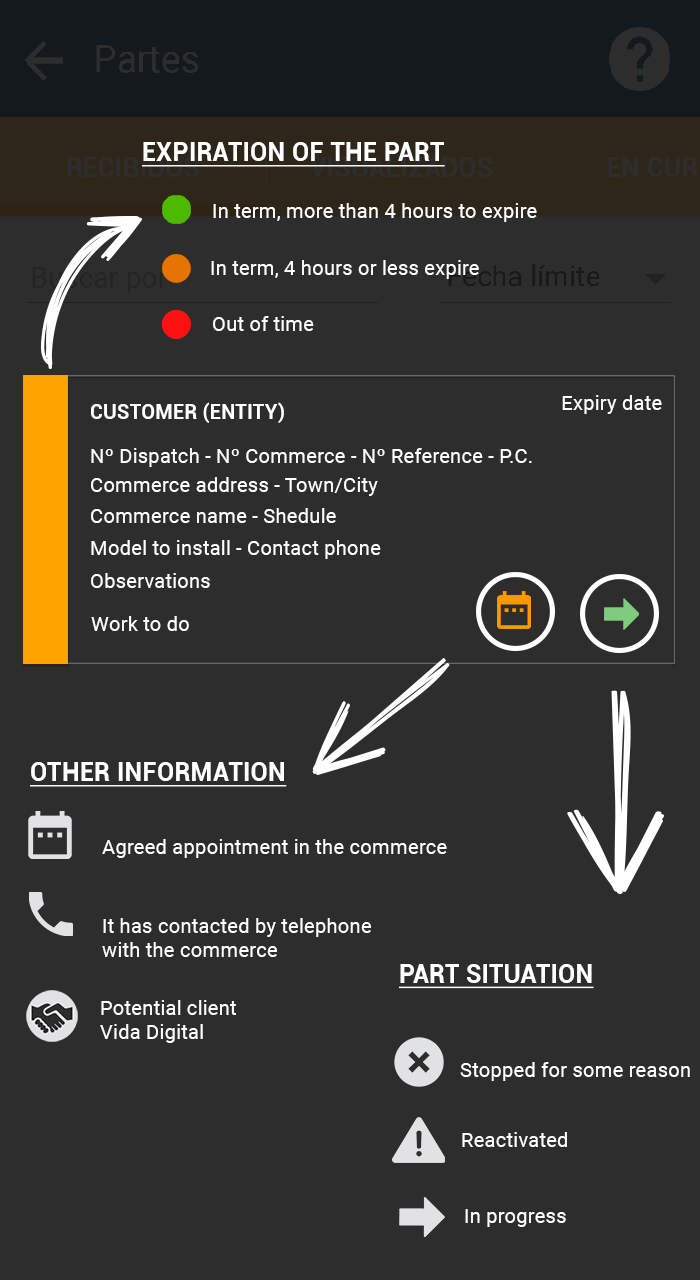 Partes
EXPIRATION OF THE PART
RECIBIDOS VISUALIZADOS EN CUR
In term, more than 4 hours to expire
In term, 4 hours or less expire
Buscar por Fecha límite
Out of time
CUSTOMER (ENTITY)
Expiry date
Nº Dispatch - Nº Commerce - Nº Reference - P.C.
Commerce address - Town/City
Commerce name - Shedule
Model to install - Contact phone
Observations
Work to do
OTHER INFORMATION
Agreed appointment in the commerce
It has contacted by telephone
with the commerce
Potential client
Vida Digital
PART SITUATION
Stopped for some reason
Reactivated
In progress